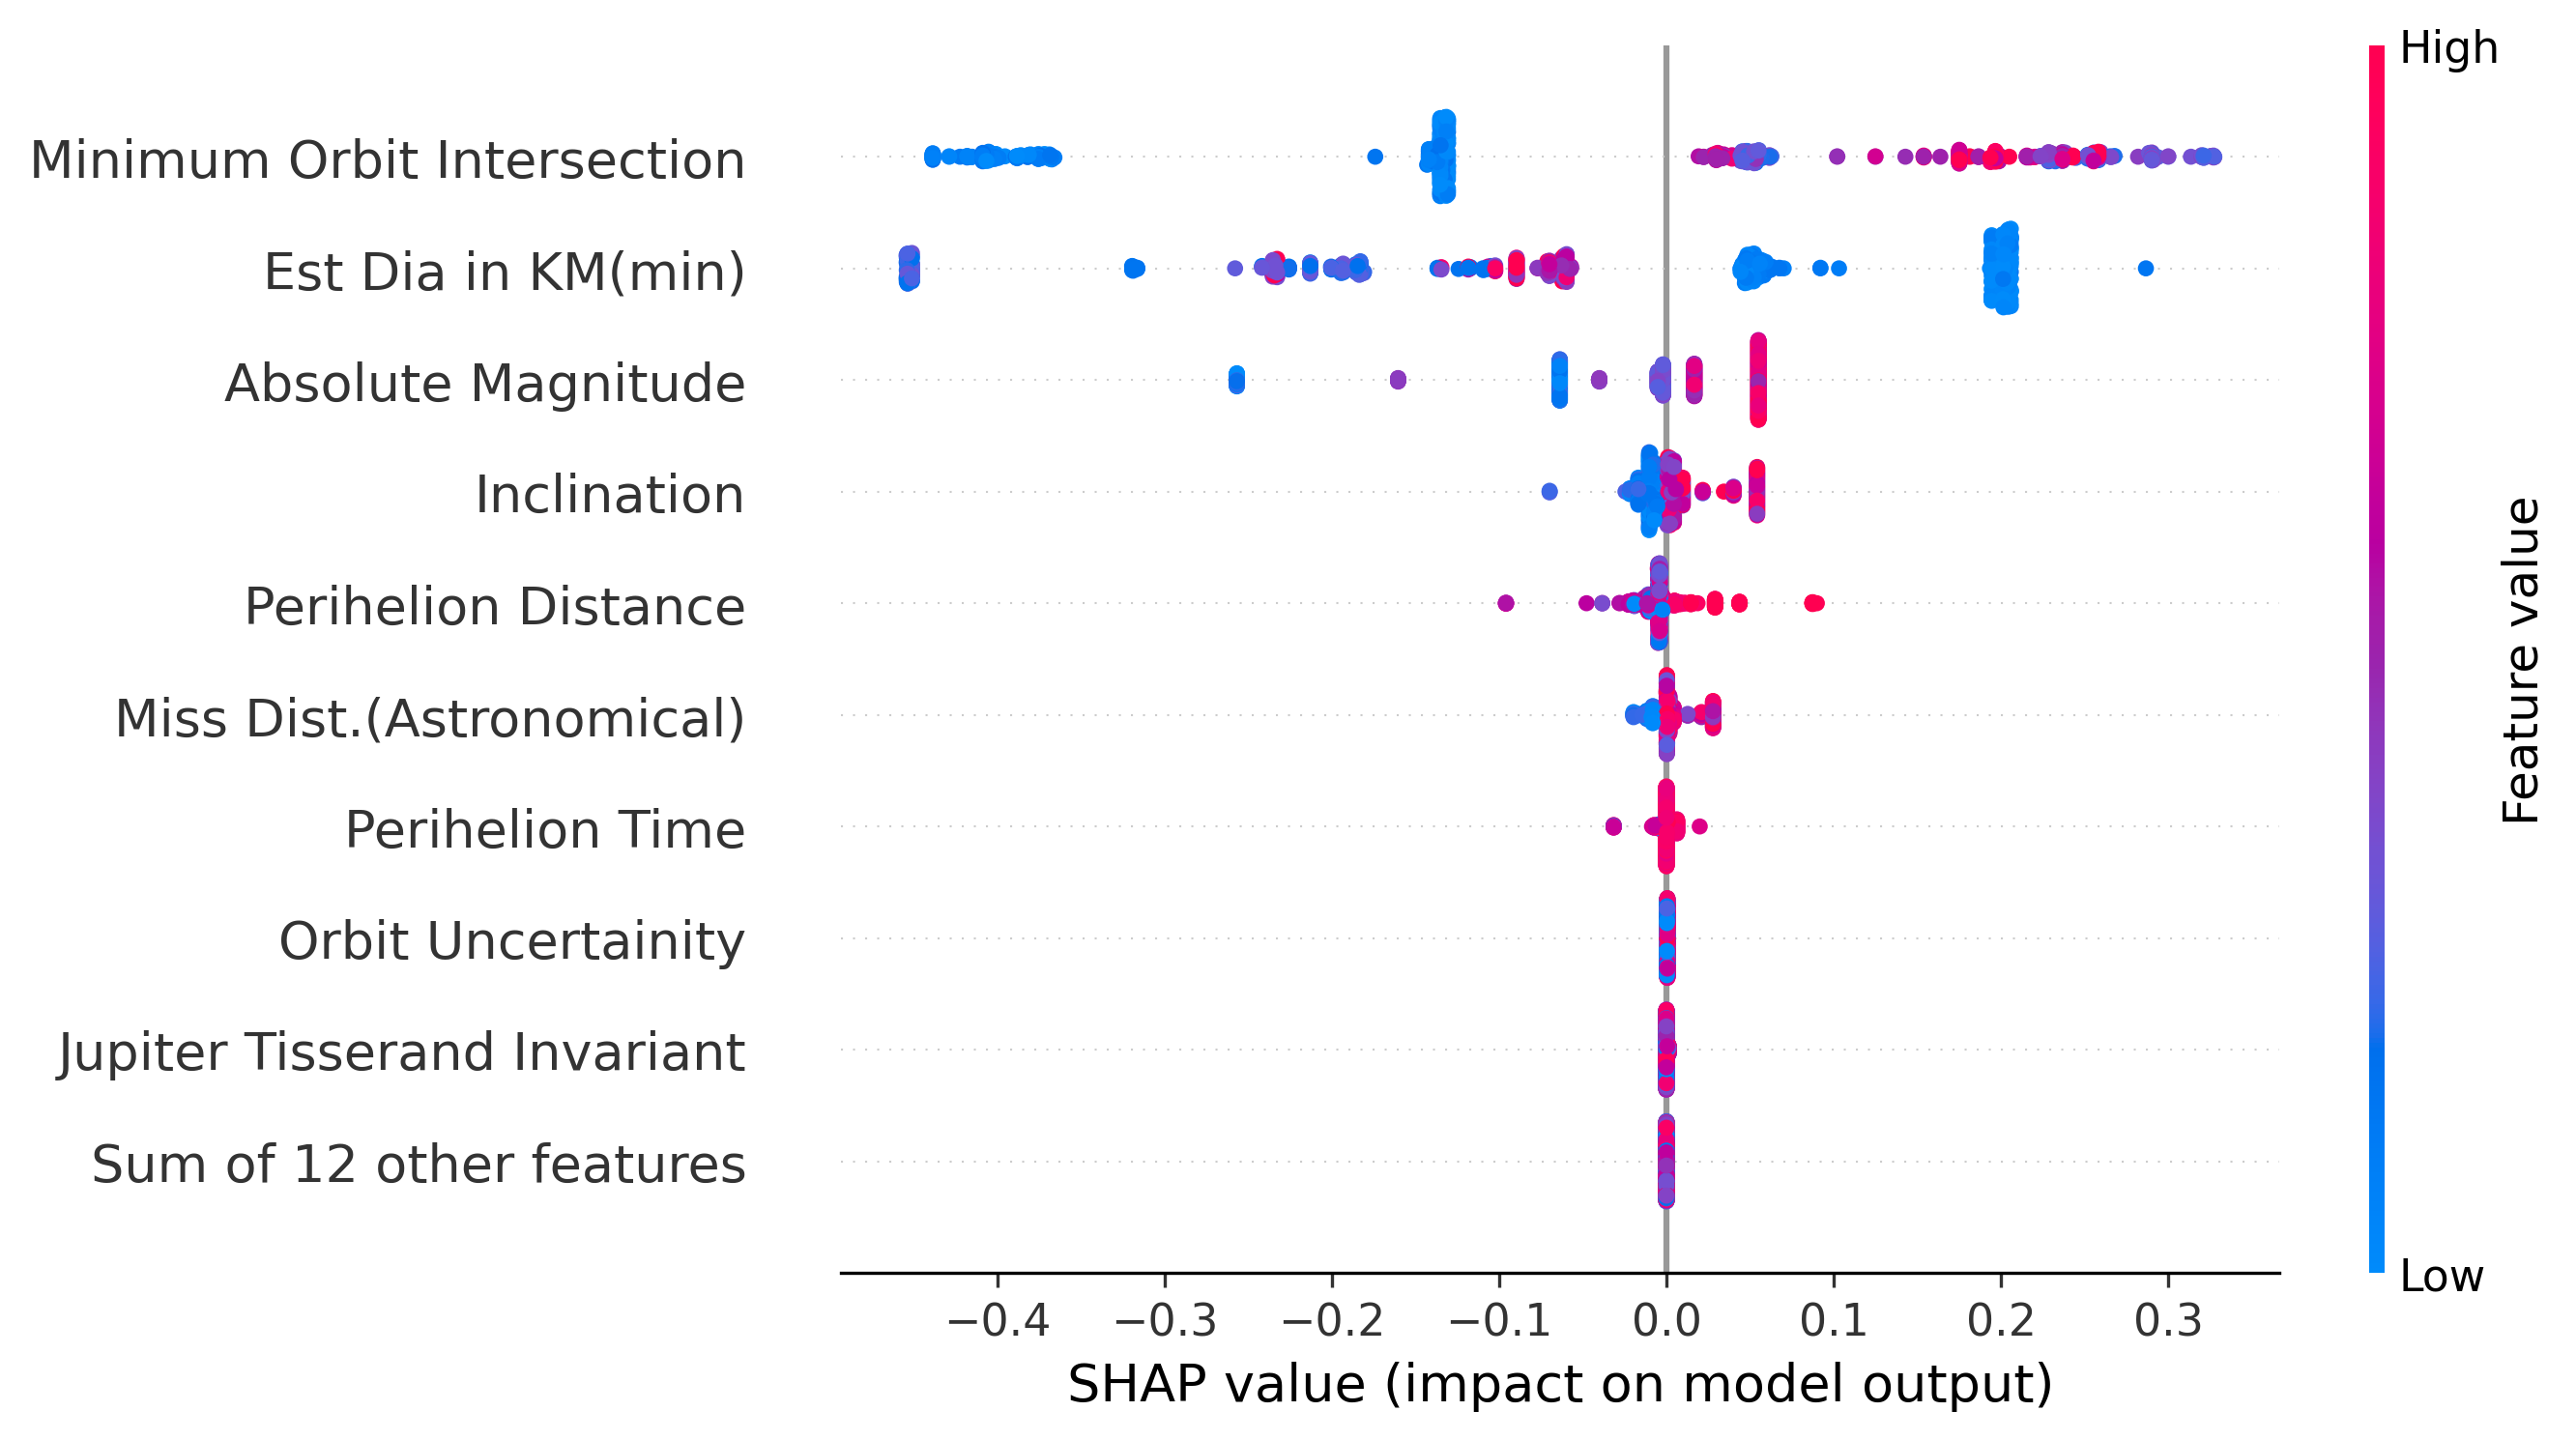 High
Minimum Orbit Intersection
Est Dia in KM(min)
Absolute Magnitude
Inclination
Perihelion Distance
Miss Dist.(Astronomical)
Perihelion Time
Orbit Uncertainity
Jupiter Tisserand Invariant
Sum of 12 other features
Feature value
Low
−0.4 −0.3 −0.2 −0.1 0.0 0.1 0.2 0.3
SHAP value (impact on model output)